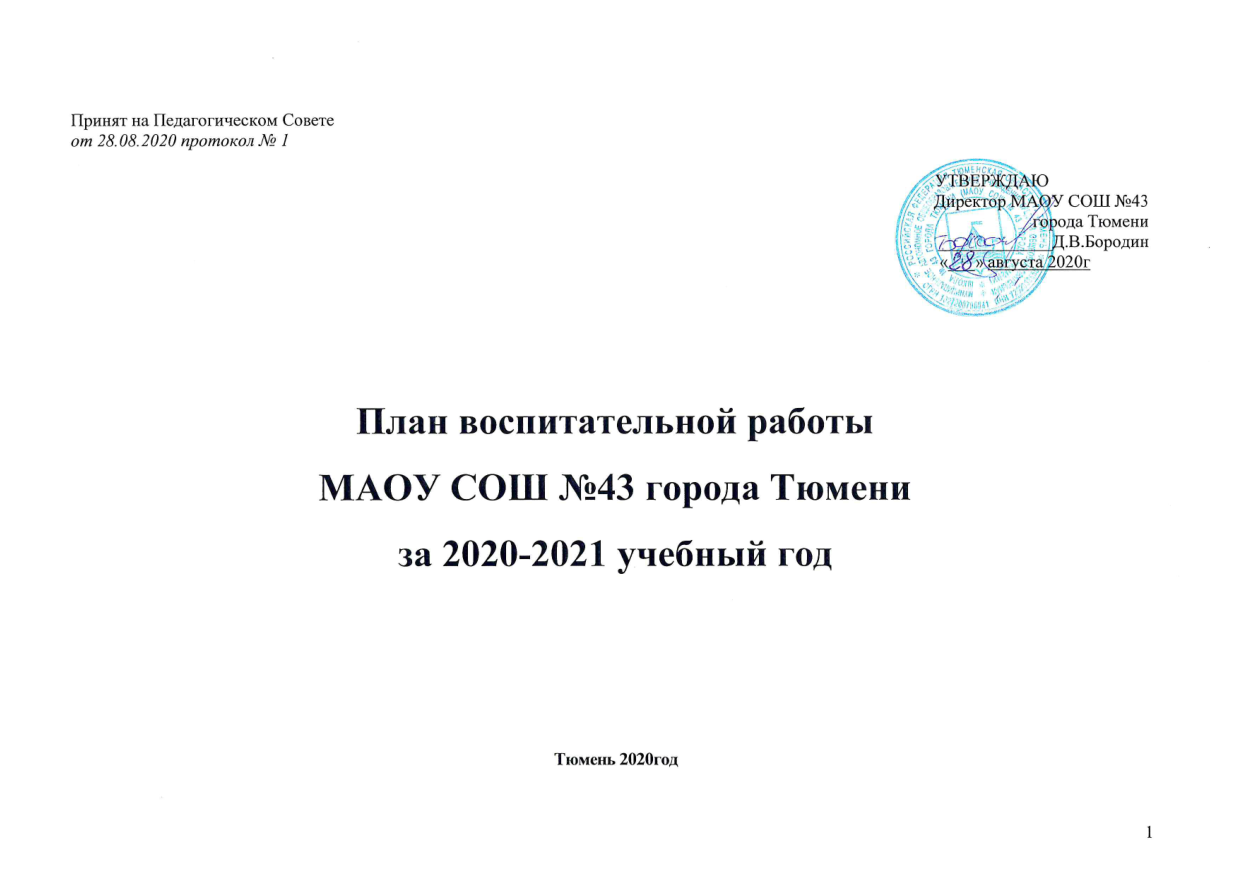 Принят на Педагогическом Совете
от 28.08.2020 протокол № 1
УТВЕРЖДАЮ
Директор МАОУ СОШ №43
города Тюмени
Д.В.Бородин
«28» августа 2020г
План воспитательной работы
МАОУ СОШ №43 города Тюмени
за 2020-2021 учебный год
Тюмень 2020год
1